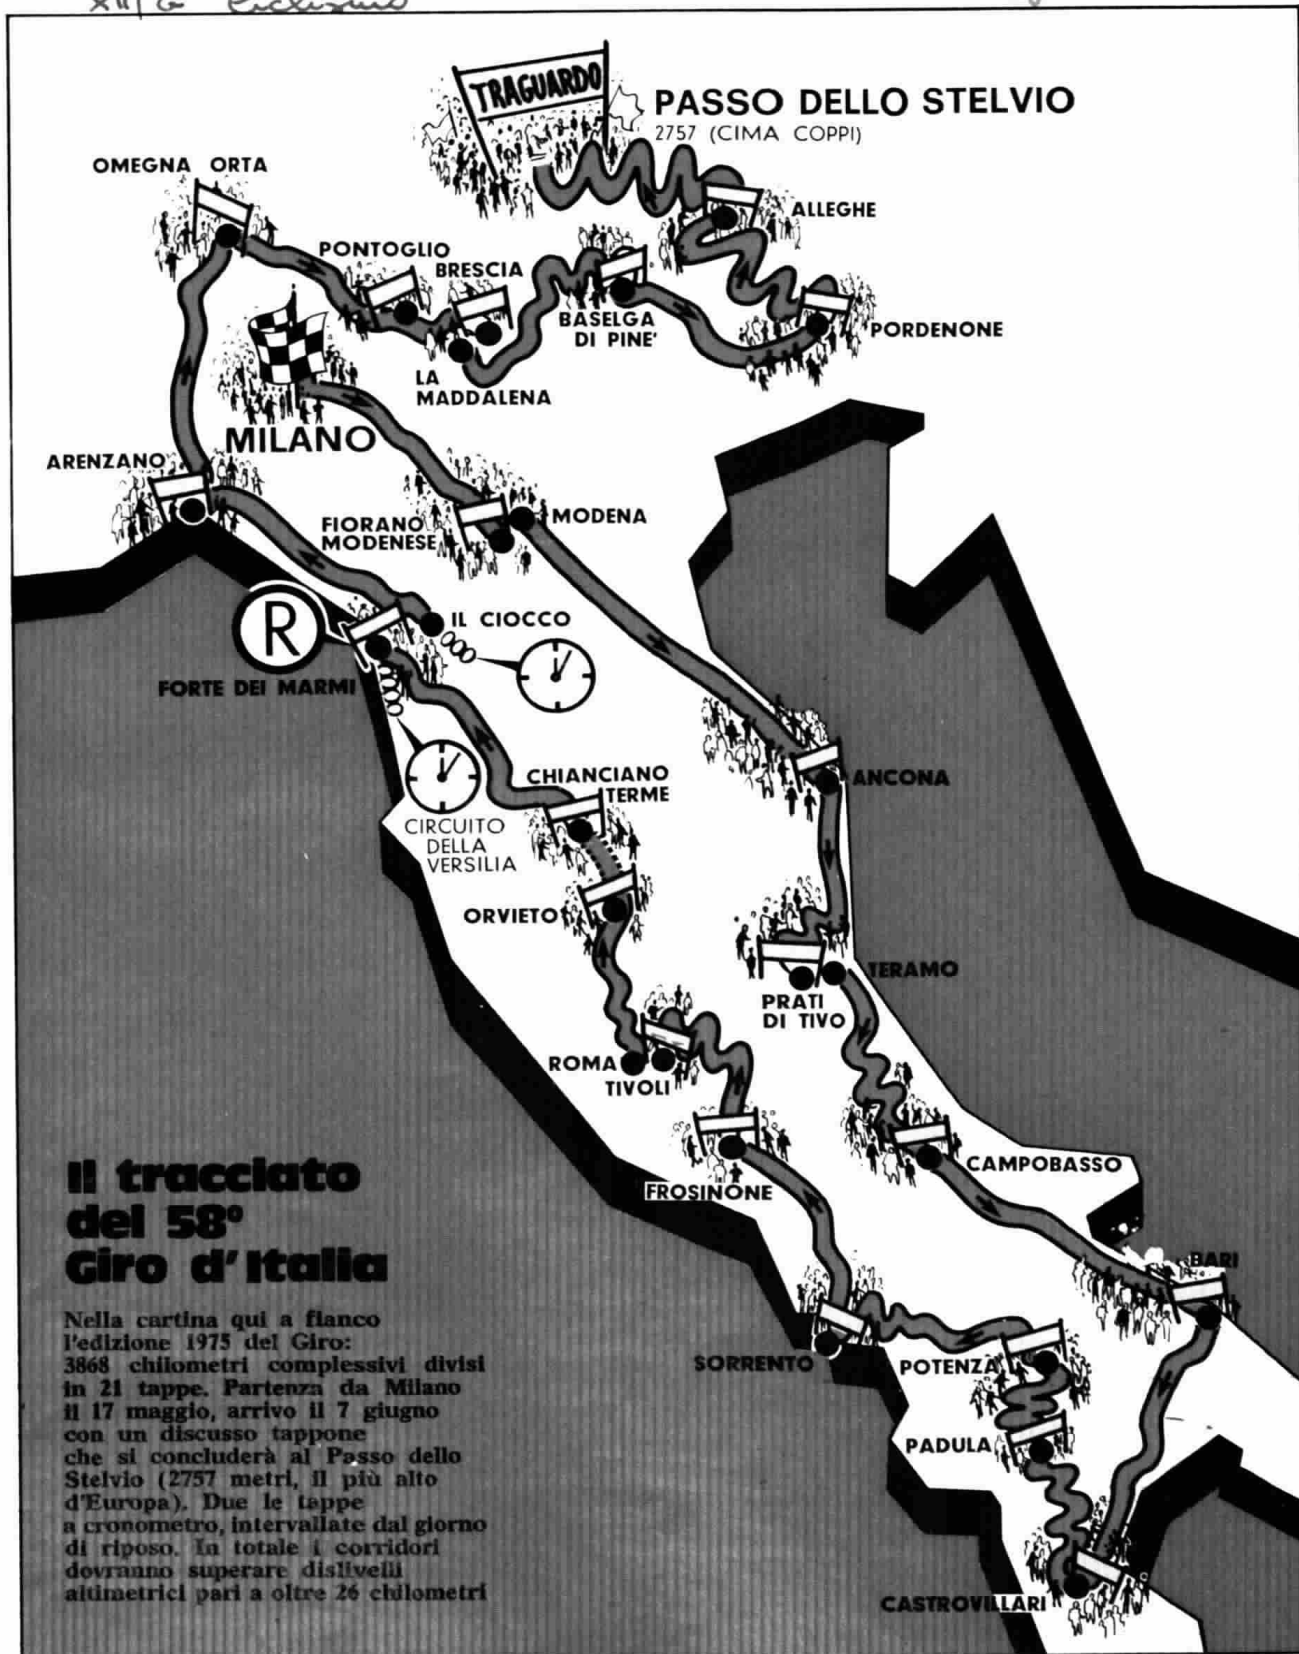 XII/G Ciclismo
TRAGUARDO
PASSO DELLO STELVIO
2757 (CIMA COPPI)
OMEGNA ORTA
ALLEGHE
PONTOGLIO
BRESCIA
BASELGA
DI PINE'
PORDENONE
LA
MADDALENA
MILANO
ARENZANO
FIORANO
MODENESE
MODENA
R
IL CIOCCO
FORTE DEI MARMI
CHIANCIANO
TERME
ANCONA
CIRCUITO
DELLA
VERSILIA
ORVIETO
TERAMO
PRATI
DI TIVO
ROMA
TIVOLI
CAMPOBASSO
FROSINONE
BARI
SORRENTO
POTENZA
PADULA
CASTROVILLARI
Il tracciato
del 58º
Giro d'Italia
Nella cartina qui a fianco
l'edizione 1975 del Giro:
3868 chilometri complessivi divisi
in 21 tappe. Partenza da Milano
il 17 maggio, arrivo il 7 giugno
con un discusso tappone
che si concluderà al Passo dello
Stelvio (2757 metri, il più alto
d'Europa). Due le tappe
a cronometro, intervallate dal giorno
di riposo. In totale i corridori
dovranno superare dislivelli
altimetrici pari a oltre 26 chilometri